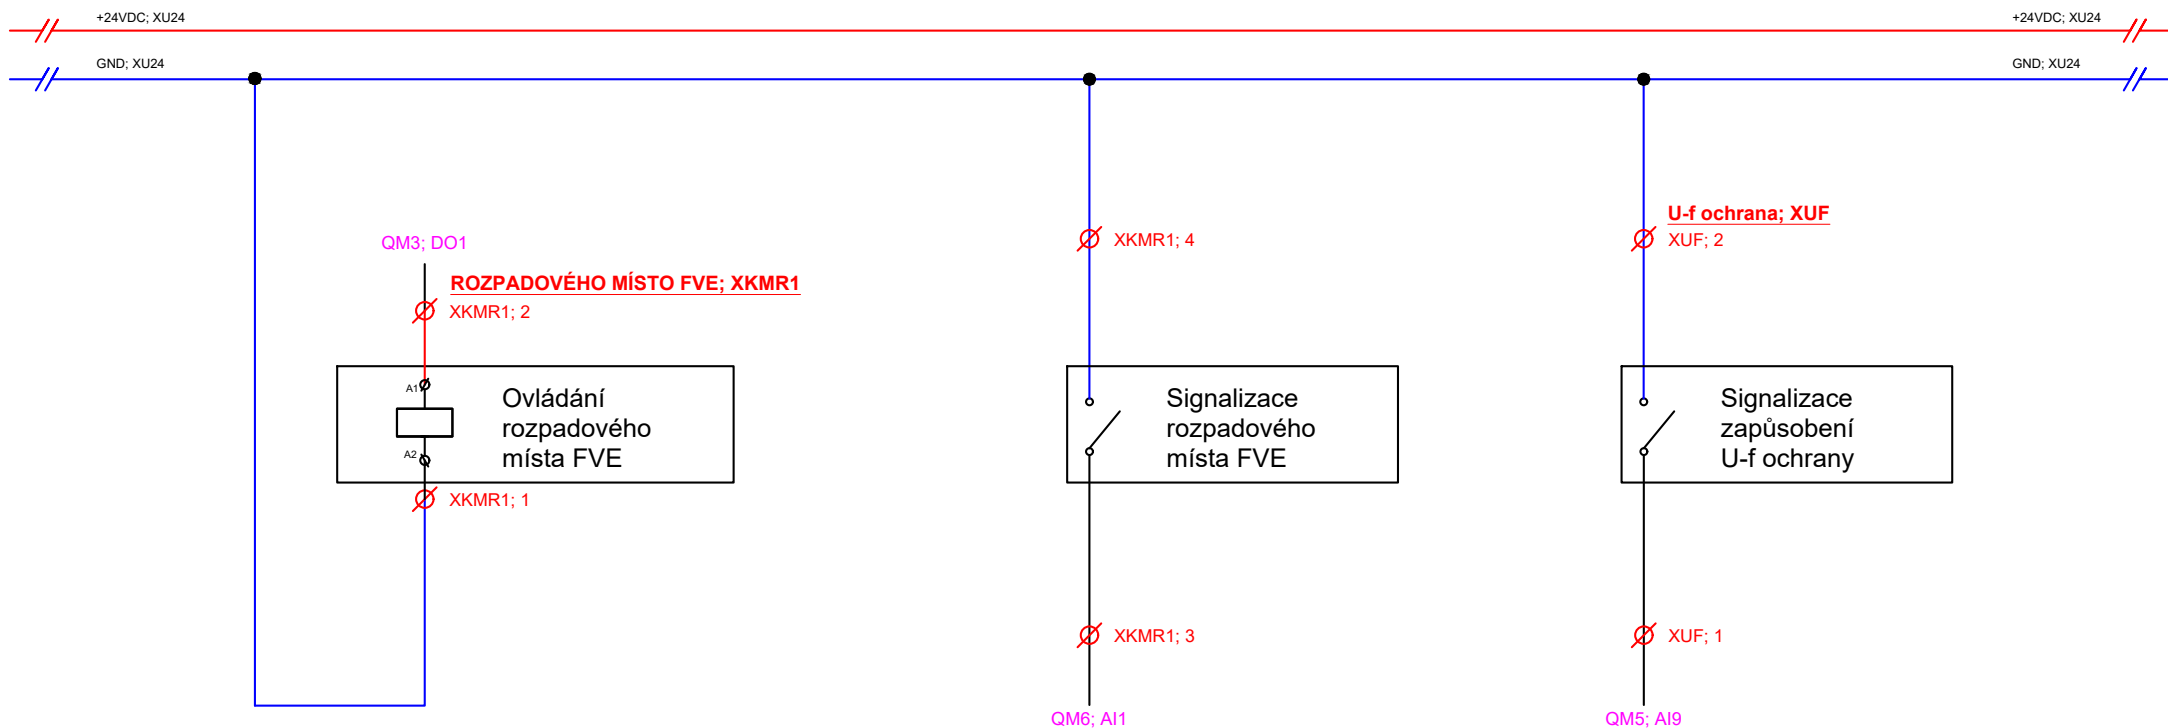 +24VDC; XU24
+24VDC; XU24
GND; XU24
GND; XU24
QM3; DO1
ROZPADOVÉHO MÍSTO FVE; XKMR1
XKMR1; 2
A1
Ovládání
rozpadového
místa FVE
A2
XKMR1; 1
XKMR1; 4
Signalizace
rozpadového
místa FVE
XKMR1; 3
QM6; AI1
U-f ochrana; XUF
XUF; 2
Signalizace
zapůsobení
U-f ochrany
XUF; 1
QM5; AI9